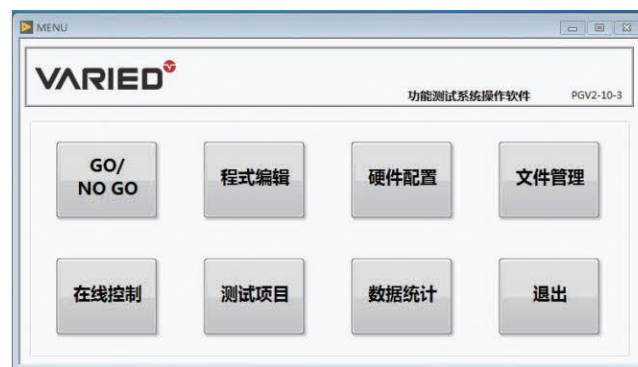 MENU
VARIED
功能测试系统操作软件 PGV2-10-3
GO/
NO GO
程式编辑
硬件配置
文件管理
在线控制
测试项目
数据统计
退出